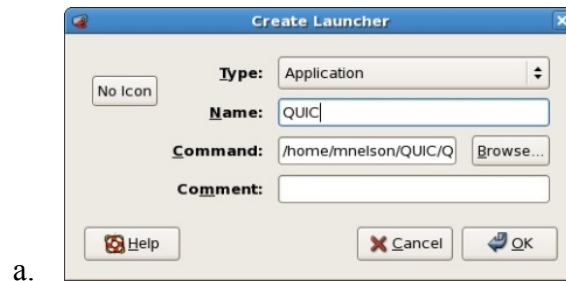 Create Launcher
No Icon
Type: Application
Name: QUIC
Command: /home/mnelson/QUIC/Q Browse...
Comment:
Help Cancel OK
a.